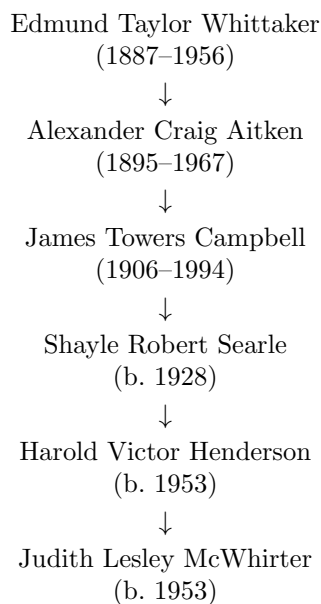 Edmund Taylor Whittaker
(1887–1956)
↓
Alexander Craig Aitken
(1895–1967)
↓
James Towers Campbell
(1906–1994)
↓
Shayle Robert Searle
(b. 1928)
↓
Harold Victor Henderson
(b. 1953)
↓
Judith Lesley McWhirter
(b. 1953)